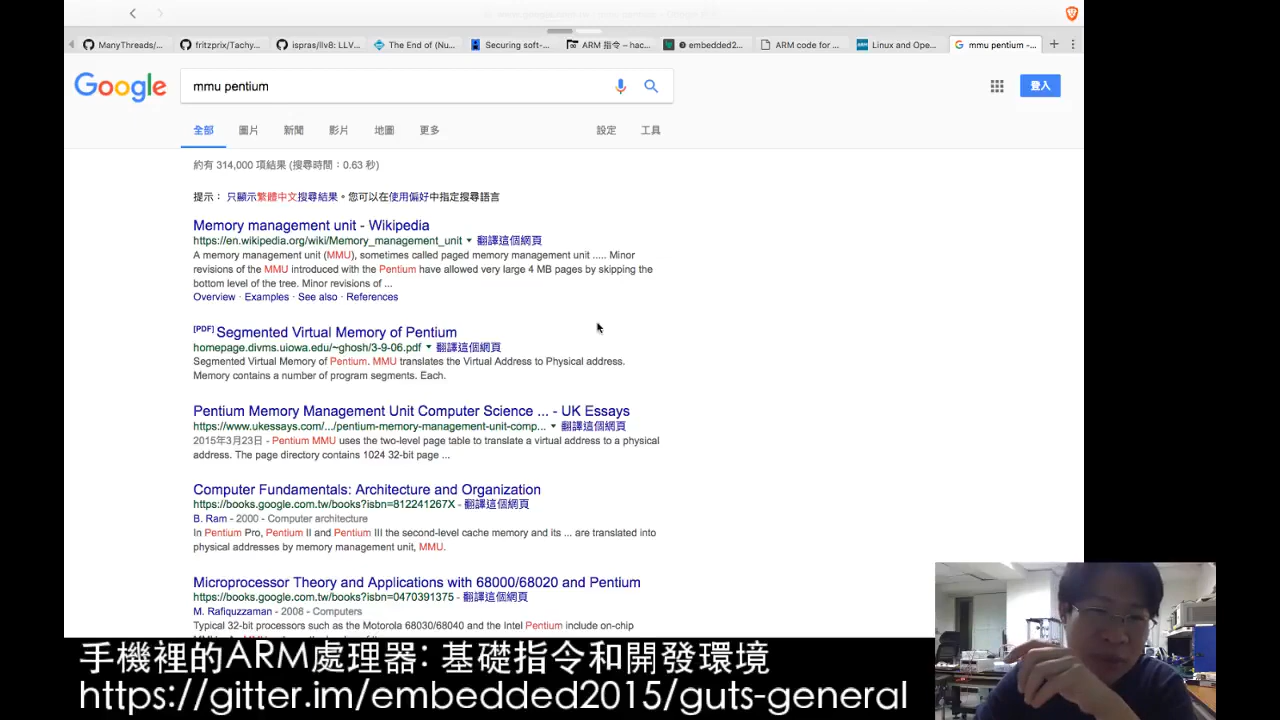 ManyThreads/...
fritzprix/Tachy...
ispras/llv8: LLV...
The End of (Nu...
Securing soft-...
ARM 指令 – hac...
embedded2...
ARM code for ...
Linux and Ope...
mmu pentium -...
Google
mmu pentium
登入
全部
圖片
新聞
影片
地圖
更多
設定
工具
約有 314,000 項結果 (搜尋時間：0.63 秒)
提示： 只顯示繁體中文搜尋結果。您可以在使用偏好中指定搜尋語言
Memory management unit - Wikipedia
https://en.wikipedia.org/wiki/Memory_management_unit ▾ 翻譯這個網頁
A memory management unit (MMU), sometimes called paged memory management unit ..... Minor
revisions of the MMU introduced with the Pentium have allowed very large 4 MB pages by skipping the
bottom level of the tree. Minor revisions of ...
Overview · Examples · See also · References
[PDF] Segmented Virtual Memory of Pentium
homepage.divms.uiowa.edu/~ghosh/3-9-06.pdf ▾ 翻譯這個網頁
Segmented Virtual Memory of Pentium. MMU translates the Virtual Address to Physical address.
Memory contains a number of program segments. Each.
Pentium Memory Management Unit Computer Science ... - UK Essays
https://www.ukessays.com/.../pentium-memory-management-unit-comp... ▾ 翻譯這個網頁
2015年3月23日 - Pentium MMU uses the two-level page table to translate a virtual address to a physical
address. The page directory contains 1024 32-bit page ...
Computer Fundamentals: Architecture and Organization
https://books.google.com.tw/books?isbn=812241267X - 翻譯這個網頁
B. Ram - 2000 - Computer architecture
In Pentium Pro, Pentium II and Pentium III the second-level cache memory and its ... are translated into
physical addresses by memory management unit, MMU.
Microprocessor Theory and Applications with 68000/68020 and Pentium
https://books.google.com.tw/books?isbn=0470391375 - 翻譯這個網頁
M. Rafiquzzaman - 2008 - Computers
Typical 32-bit processors such as the Motorola 68030/68040 and the Intel Pentium include on-chip
手機裡的ARM處理器: 基礎指令和開發環境
https://gitter.im/embedded2015/guts-general